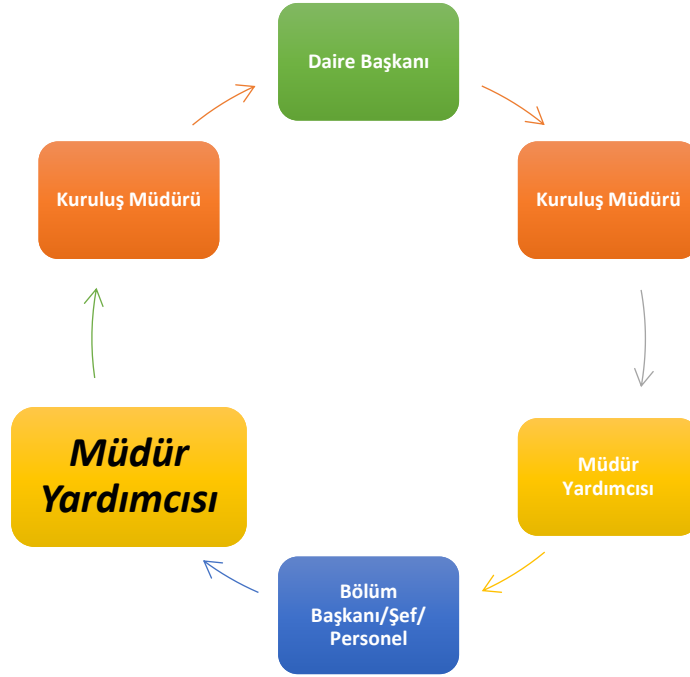 Daire Başkanı
Kuruluş Müdürü
Kuruluş Müdürü
Müdür
Yardımcısı
Müdür
Yardımcısı
Bölüm
Başkanı/Şef/
Personel